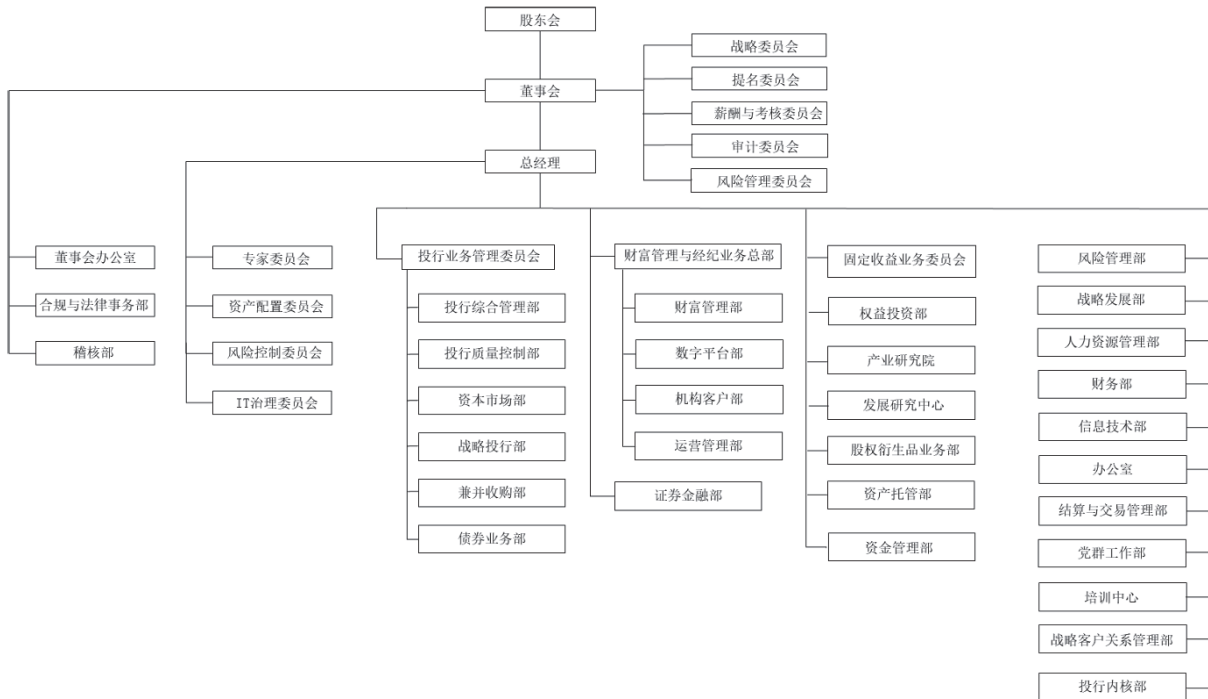 股东会
董事会
战略委员会
提名委员会
薪酬与考核委员会
审计委员会
风险管理委员会
总经理
董事会办公室
合规与法律事务部
稽核部
专家委员会
资产配置委员会
风险控制委员会
IT治理委员会
投行业务管理委员会
投行综合管理部
投行质量控制部
资本市场部
战略投行部
兼并收购部
债券业务部
财富管理与经纪业务总部
财富管理部
数字平台部
机构客户部
运营管理部
证券金融部
固定收益业务委员会
权益投资部
产业研究院
发展研究中心
股权衍生品业务部
资产托管部
资金管理部
风险管理部
战略发展部
人力资源管理部
财务部
信息技术部
办公室
结算与交易管理部
党群工作部
培训中心
战略客户关系管理部
投行内核部